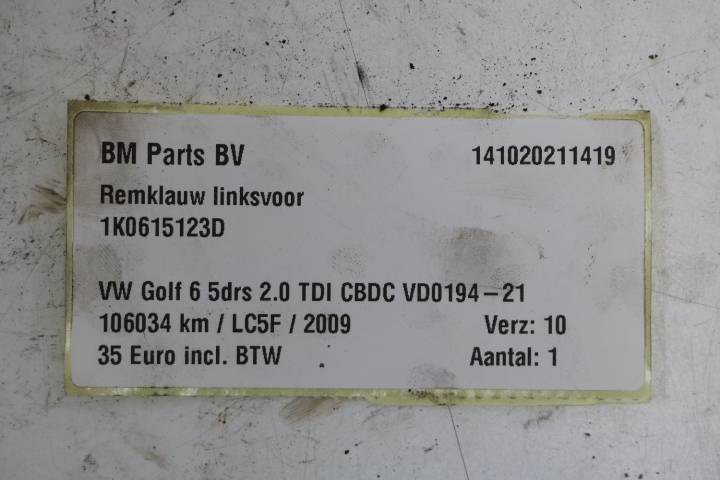 BM Parts BV 141020211419
Remklauw linksvoor
1K0615123D
VW Golf 6 5drs 2.0 TDI CBDC VD0194-21
106034 km / LC5F / 2009 Verz: 10
35 Euro incl. BTW Aantal: 1